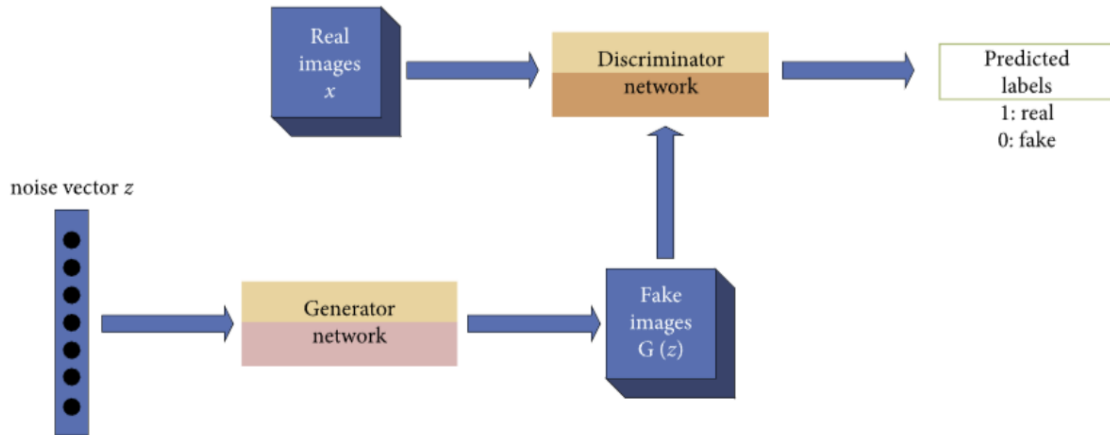 Real
images
x
Discriminator
network
Predicted
labels
1: real
0: fake
noise vector z
Generator
network
Fake
images
G (z)